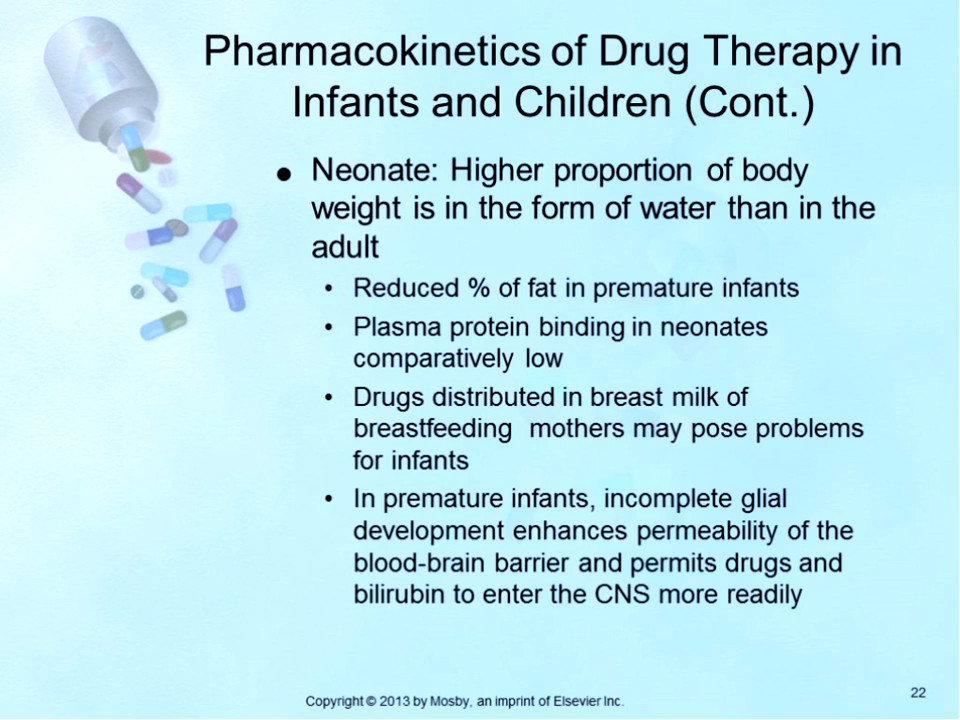 Pharmacokinetics of Drug Therapy in
Infants and Children (Cont.)
● Neonate: Higher proportion of body
weight is in the form of water than in the
adult
• Reduced % of fat in premature infants
• Plasma protein binding in neonates
comparatively low
• Drugs distributed in breast milk of
breastfeeding  mothers may pose problems
for infants
• In premature infants, incomplete glial
development enhances permeability of the
blood-brain barrier and permits drugs and
bilirubin to enter the CNS more readily
Copyright © 2013 by Mosby, an imprint of Elsevier Inc.
22